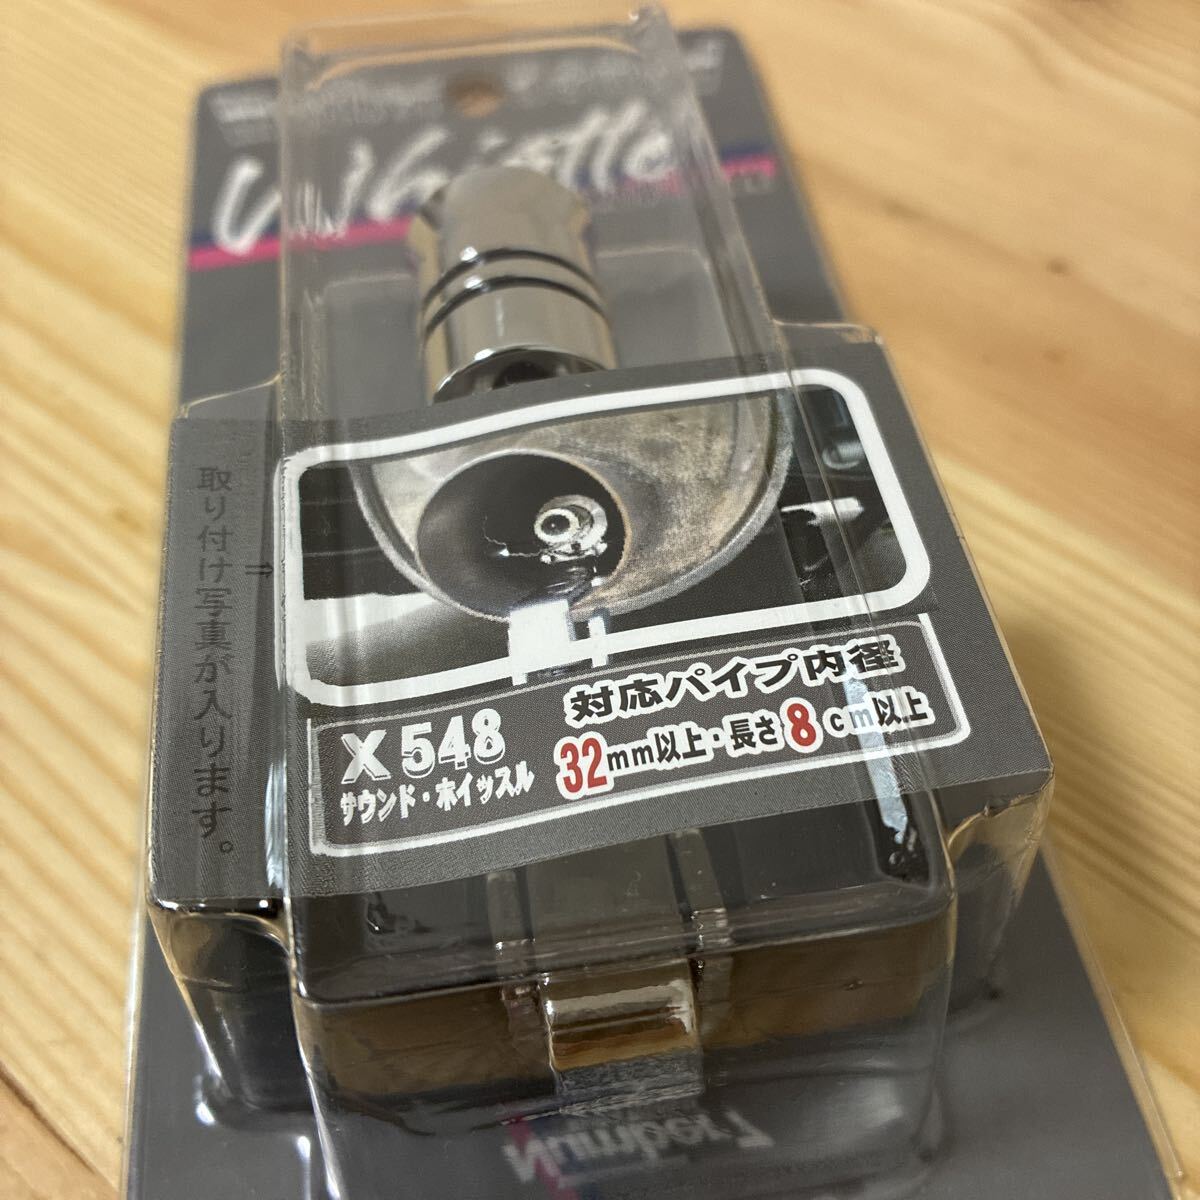 Whistle
取り付け写真が入ります。⇒
X548
サウンド・ホイッスル
対応パイプ内径
32mm以上・長さ8cm以上
Number7